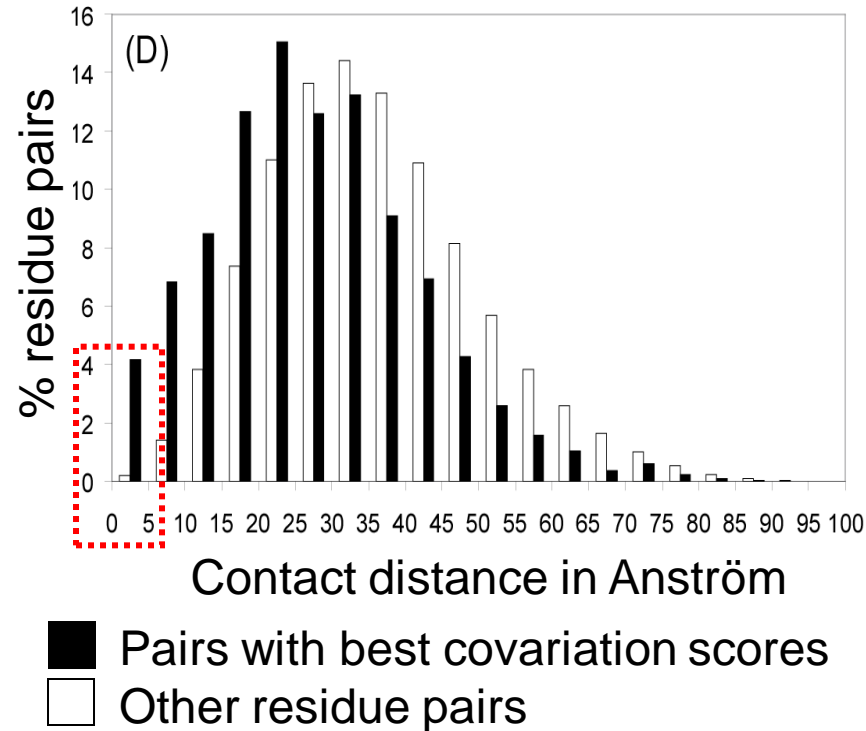 (D)
% residue pairs
16
14
12
10
8
6
4
2
0
0 5 10 15 20 25 30 35 40 45 50 55 60 65 70 75 80 85 90 95 100
Contact distance in Anström
Pairs with best covariation scores
Other residue pairs